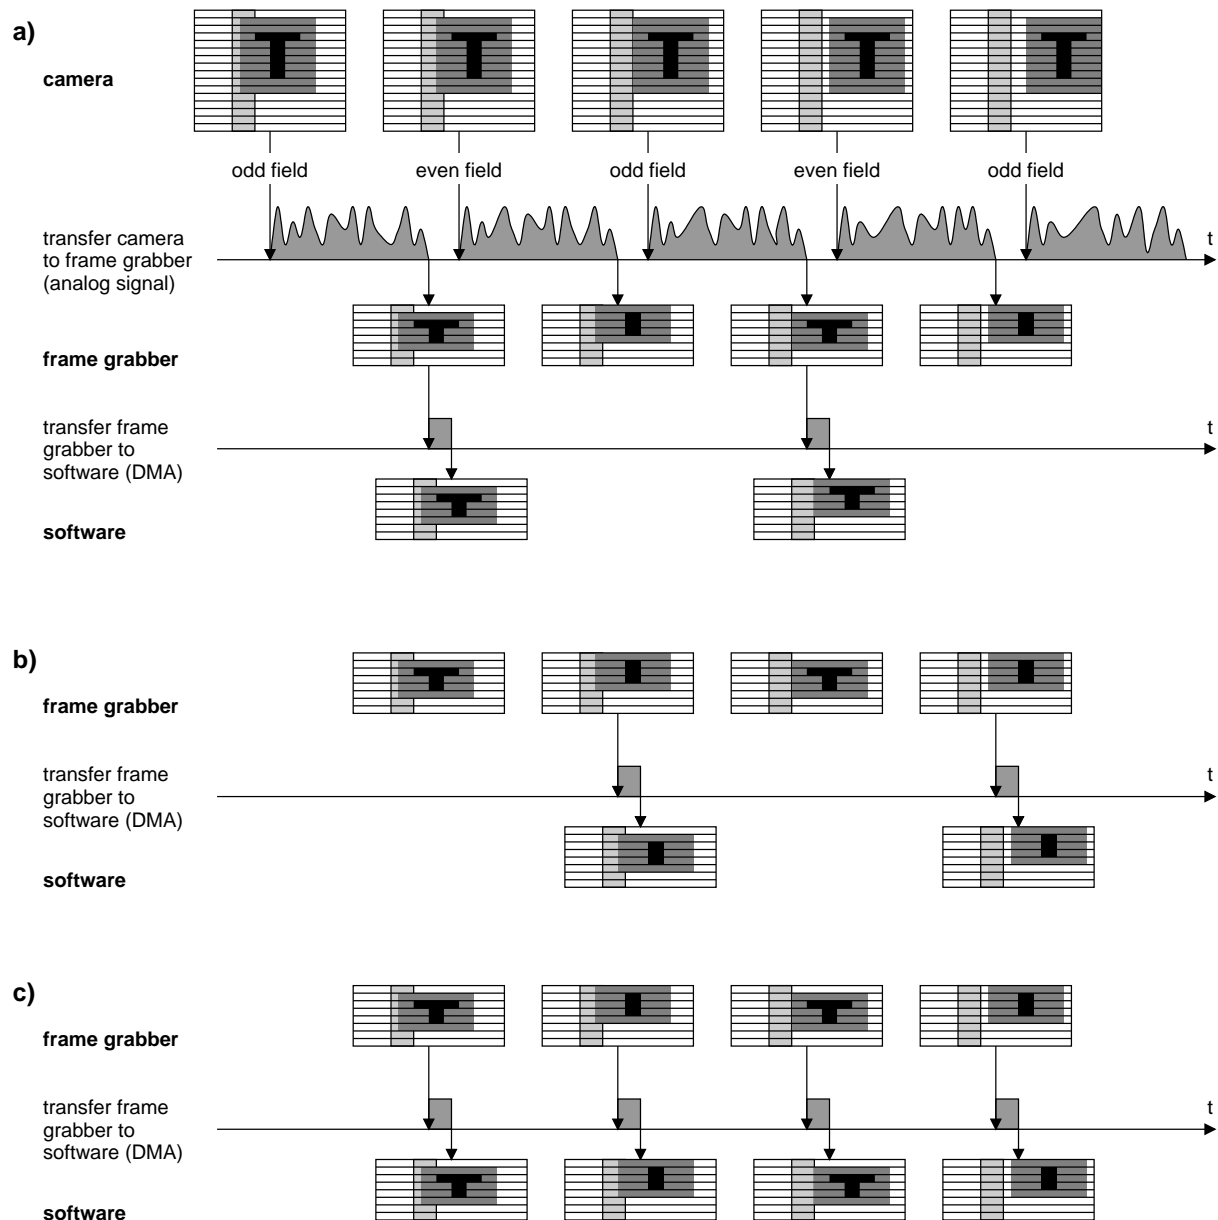 a)
camera
odd field
even field
odd field
even field
odd field
transfer camera
to frame grabber
(analog signal)
t
frame grabber
transfer frame
grabber to
software (DMA)
t
software
b)
frame grabber
transfer frame
grabber to
software (DMA)
t
software
c)
frame grabber
transfer frame
grabber to
software (DMA)
t
software